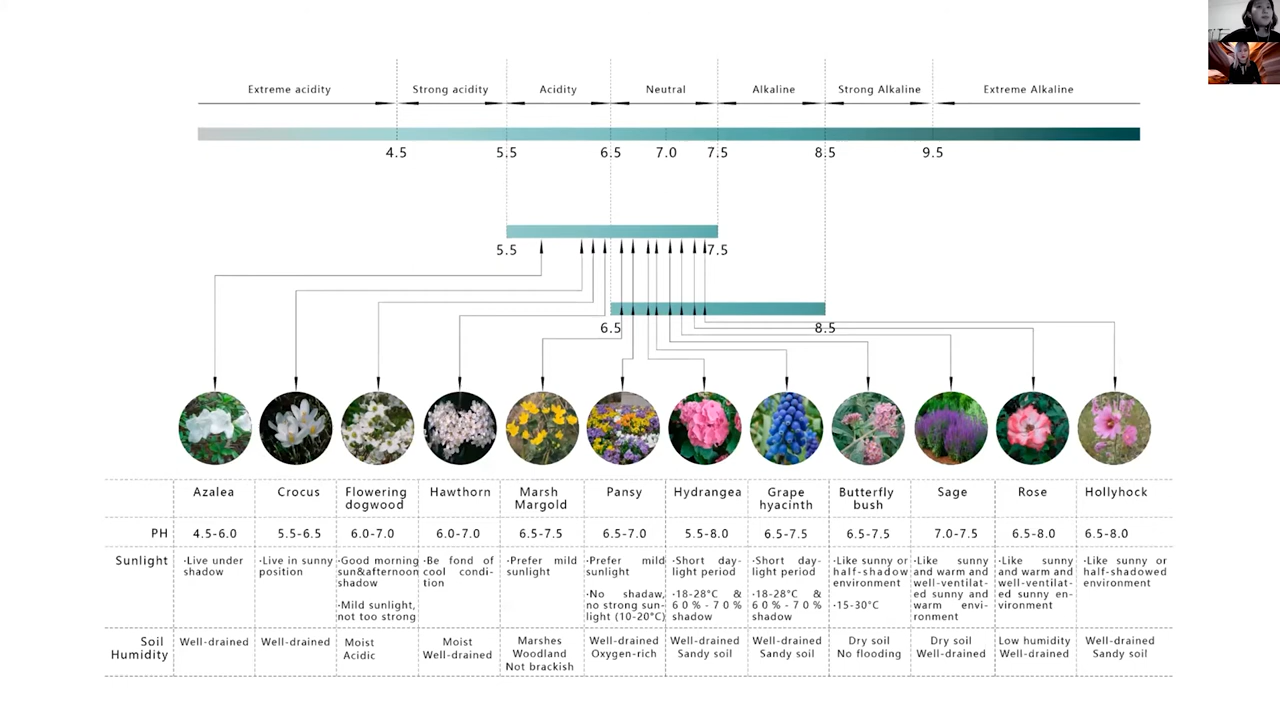 Extreme acidity Strong acidity Acidity Neutral Alkaline Strong Alkaline Extreme Alkaline
4.5 5.5 6.5 7.0 7.5 8.5 9.5
5.5 7.5
6.5 8.5
Azalea Crocus Flowering dogwood Hawthorn Marsh Margold Pansy Hydrangea Grape hyacinth Butterfly bush Sage Rose Hollyhock
PH 4.5-6.0 5.5-6.5 6.0-7.0 6.0-7.0 6.5-7.5 6.5-7.0 5.5-8.0 6.5-7.5 6.5-7.5 7.0-7.5 6.5-8.0 6.5-8.0
Sunlight
·Live under
shadow
·Live in sunny
position
·Good morning
sun&afternoon
shadow
·Mild sunlight,
not too strong
·Be fond of
cool condi-
tion
·Prefer mild
sunlight
·Prefer mild
sunlight
·No shadaw,
no strong sun-
light (10-20°C)
·Short day-
light period
·18-28°C &
60%-70%
shadow
·Short day-
light period
·18-28°C &
60%-70%
shadow
·Like sunny or
half-shadow
environment
·15-30°C
·Like sunny
and warm and
well-ventilat-
ed sunny and
warm envi-
ronment
·Like sunny
and warm and
well-ventilat-
ed sunny en-
vironment
·Like sunny or
half-shadowed
environment
Soil
Humidity
Well-drained
Well-drained
Moist
Acidic
Moist
Well-drained
Marshes
Woodland
Not brackish
Well-drained
Oxygen-rich
Well-drained
Sandy soil
Well-drained
Sandy soil
Dry soil
No flooding
Dry soil
Well-drained
Low humidity
Well-drained
Well-drained
Sandy soil